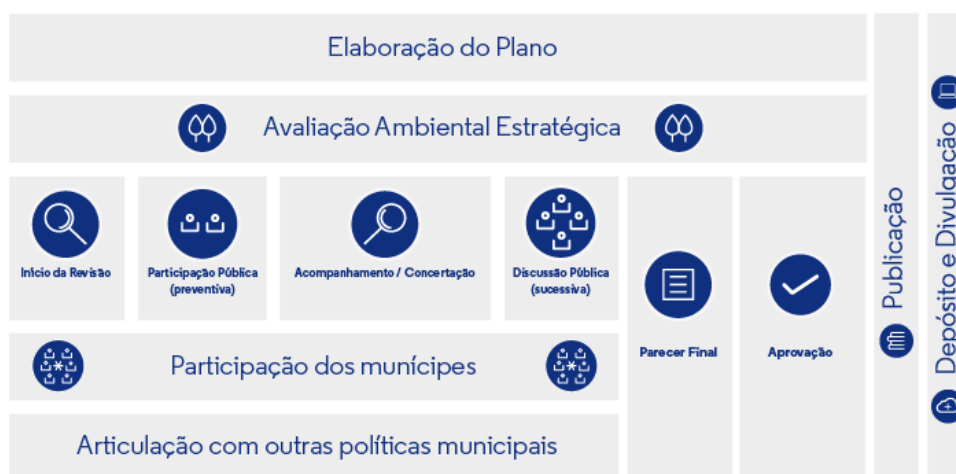 Elaboração do Plano
Avaliação Ambiental Estratégica
Início da Revisão
Participação Pública
(preventiva)
Acompanhamento / Concertação
Discussão Pública
(sucessiva)
Parecer Final
Aprovação
Participação dos munícipes
Articulação com outras políticas municipais
Publicação
Depósito e Divulgação